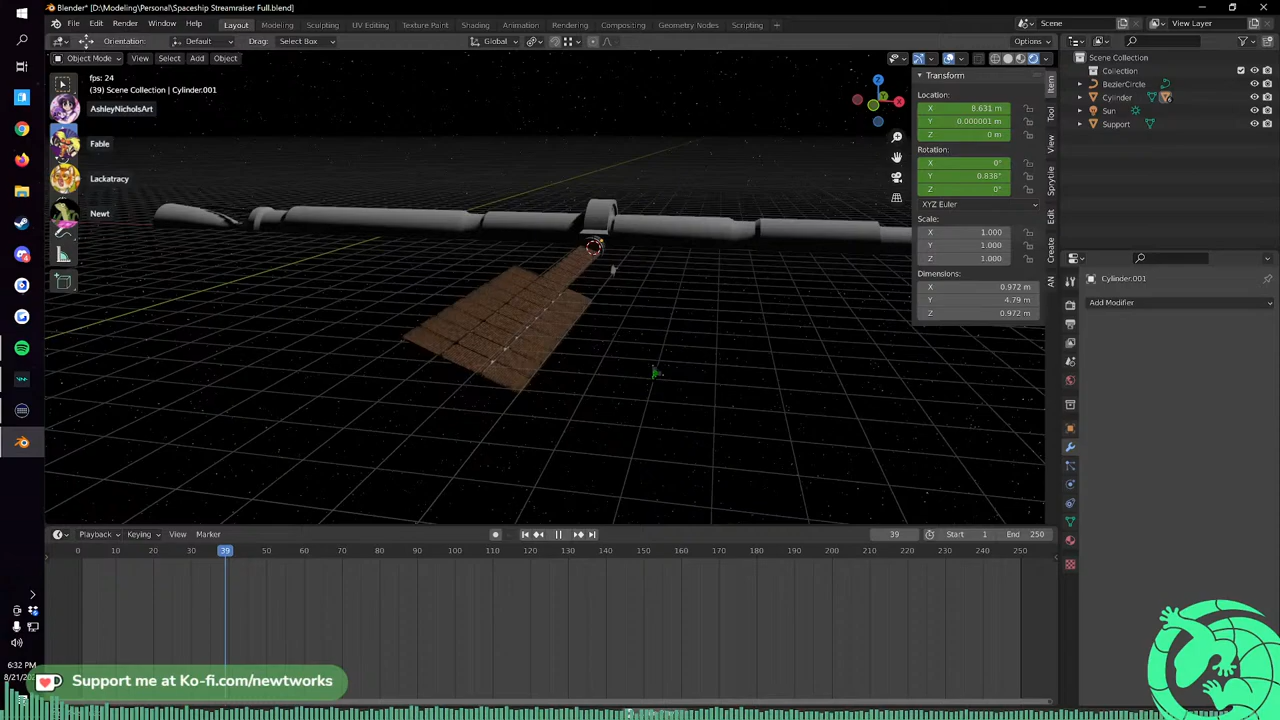 Blender* [D:\Modeling\Personal\Spaceship Streamraiser Full.blend]
File Edit Render Window Help Layout Modeling Sculpting UV Editing Texture Paint Shading Animation Rendering Compositing Geometry Nodes Scripting + Scene View Layer
Orientation: Default Drag: Select Box Global Options
Object Mode View Select Add Object
fps: 24
(39) Scene Collection | Cylinder.001
AshleyNicholsArt
Fable
Lackatracy
Newt
Z
Y
X
Transform
Location:
X 8.631 m
Y 0.000001 m
Z 0 m
Rotation:
X 0°
Y 0.838°
Z 0°
XYZ Euler
Scale:
X 1.000
Y 1.000
Z 1.000
Dimensions:
X 0.972 m
Y 4.79 m
Z 0.972 m
Item
Tool
View
Sprytile
Edit
Create
AN
Scene Collection
Collection
BezierCircle
Cylinder
Sun
Support
Cylinder.001
Add Modifier
Playback Keying View Marker 39 Start 1 End 250
0 10 20 30 39 50 60 70 80 90 100 110 120 130 140 150 160 170 180 190 200 210 220 230 240 250
6:32 PM
Support me at Ko-fi.com/newtworks